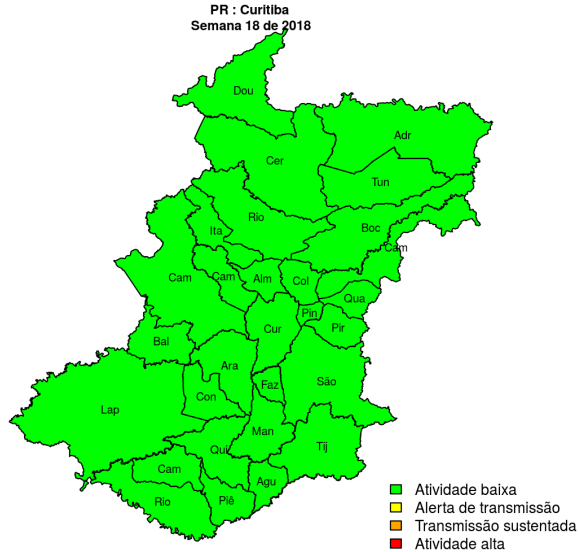 PR : Curitiba
Semana 18 de 2018
Dou
Adr
Cer
Tun
Rio
Ita
Boc
Cam
Cam
Cam
Alm
Col
Qua
Pin
Cur
Pir
Bal
Ara
Faz
São
Con
Lap
Man
Qui
Tij
Cam
Agu
Rio
Piê
Atividade baixa
Alerta de transmissão
Transmissão sustentada
Atividade alta